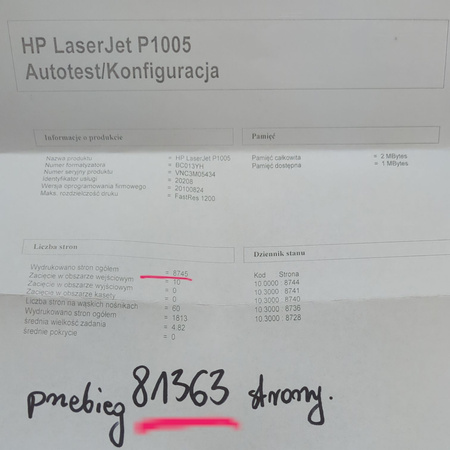 HP LaserJet P1005
Autotest/Konfiguracja
Informacje o produkcie
Nazwa produktu = HP LaserJet P1005
Numer formatyzatora = BC013YH
Numer seryjny produktu = VNC3M05434
Identyfikator usługi = 20208
Wersja oprogramowania firmowego = 20100824
Maks. rozdzielczość druku = FastRes 1200
Pamięć
Pamięć całkowita = 2 MBytes
Pamięć dostępna = 1 MBytes
Liczba stron
Wydrukowano stron ogółem = 8745
Zacięcie w obszarze wejściowym = 10
Zacięcie w obszarze wyjściowym = 0
Zacięcie w obszarze kasety = 0
Liczba stron na wąskich nośnikach = 60
Wydrukowano stron ogółem = 1813
średnia wielkość zadania = 4.82
średnie pokrycie = 0
Dziennik stanu
Kod Strona
10.0000 8744
10.3000 8741
10.3000 8740
10.3000 8736
10.3000 8728
przebieg 81363 strony.